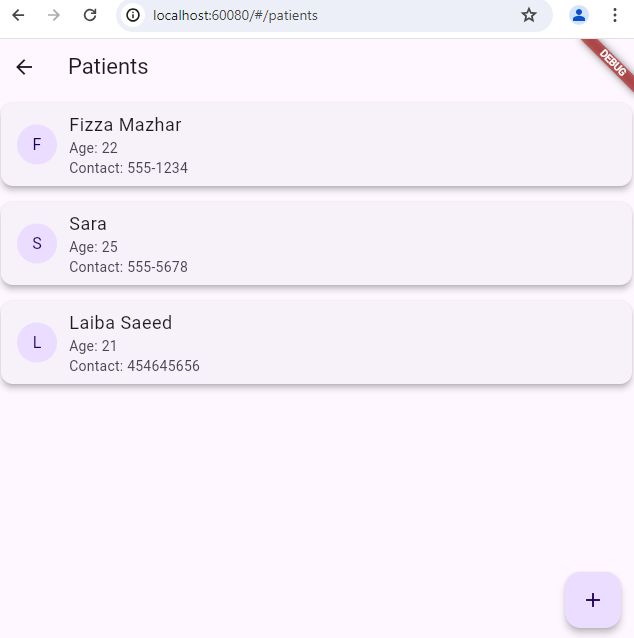 localhost:60080/#/patients
Patients
DEBUG
F
Fizza Mazhar
Age: 22
Contact: 555-1234
S
Sara
Age: 25
Contact: 555-5678
L
Laiba Saeed
Age: 21
Contact: 454645656